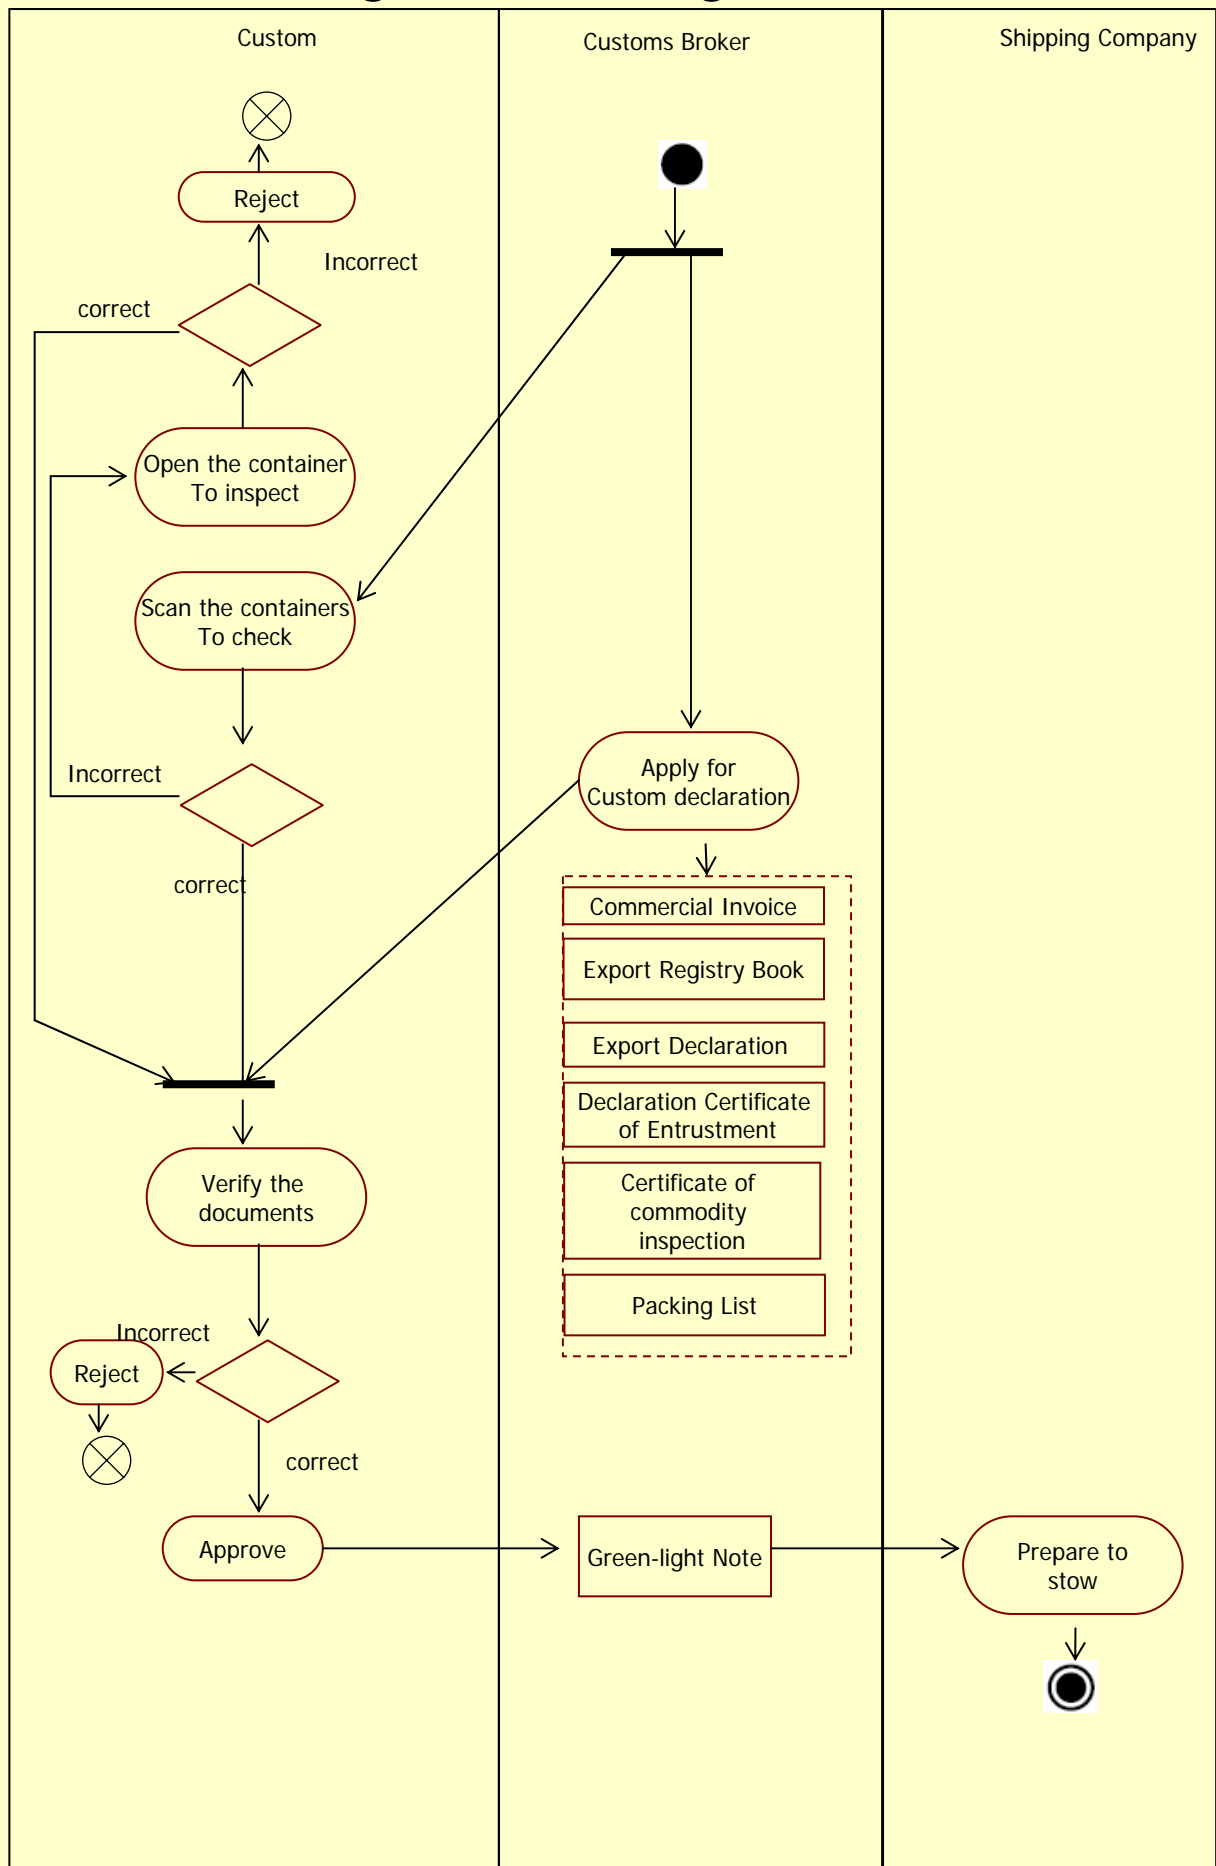 Custom
Customs Broker
Shipping Company
Reject
Incorrect
correct
Open the container
To inspect
Scan the containers
To check
Incorrect
correct
Apply for
Custom declaration
Commercial Invoice
Export Registry Book
Export Declaration
Declaration Certificate
of Entrustment
Certificate of
commodity
inspection
Packing List
Verify the
documents
Incorrect
Reject
correct
Approve
Green-light Note
Prepare to
stow